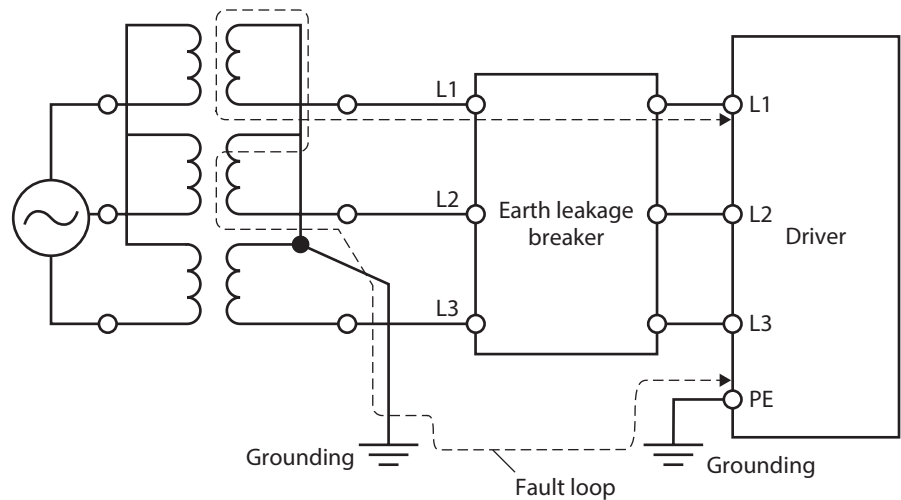 L1
L1
L2
Earth leakage
breaker
L2
Driver
L3
L3
PE
Grounding
Grounding
Fault loop